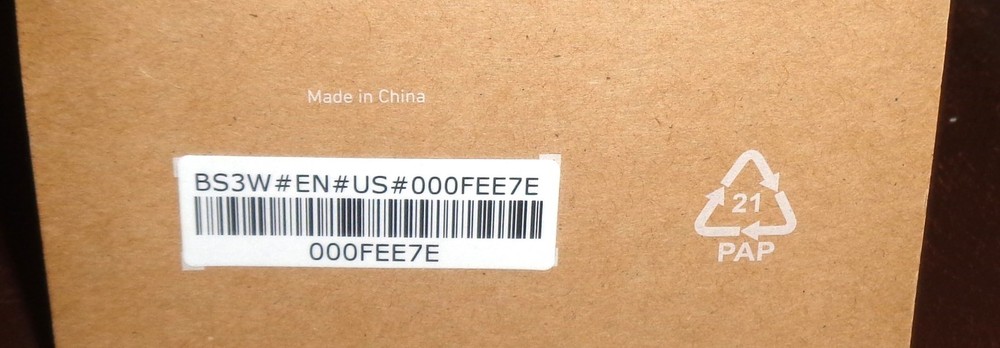 Made in China
BS3W#EN#US#000FEE7E
000FEE7E
21
PAP